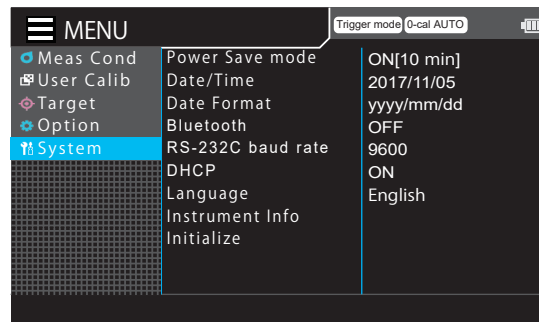 MENU
Trigger mode 0-cal AUTO
Meas Cond
User Calib
Target
Option
System
Power Save mode ON[10 min]
Date/Time 2017/11/05
Date Format yyyy/mm/dd
Bluetooth OFF
RS-232C baud rate 9600
DHCP ON
Language English
Instrument Info
Initialize